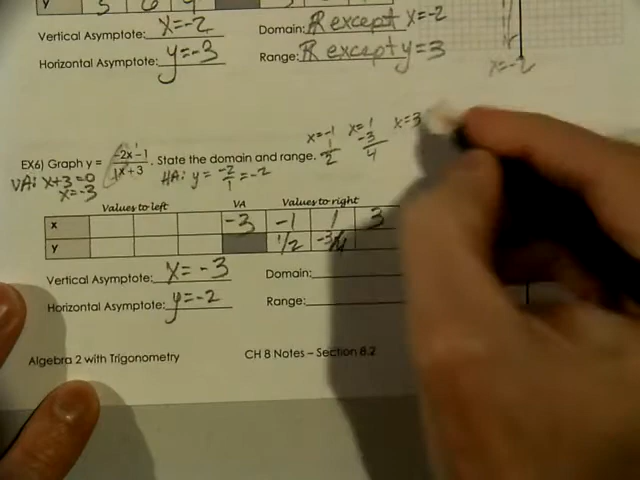 Y 5 6 9
Vertical Asymptote: x=-2
Domain: R except x=-2
Horizontal Asymptote: y=-3
Range: R except y=3
x=-2
EX6) Graph y = -2x-1 / 1x+3 . State the domain and range.
x=-1 x=1 x=3
1/2 -3/4
VA: x+3=0
x=-3
HA: y= -2/1 =-2
Values to left VA Values to right
x -3 -1 1 3
Y 1/2 -3/4
Vertical Asymptote: x=-3
Domain:
Horizontal Asymptote: y=-2
Range:
Algebra 2 with Trigonometry CH 8 Notes – Section 8.2